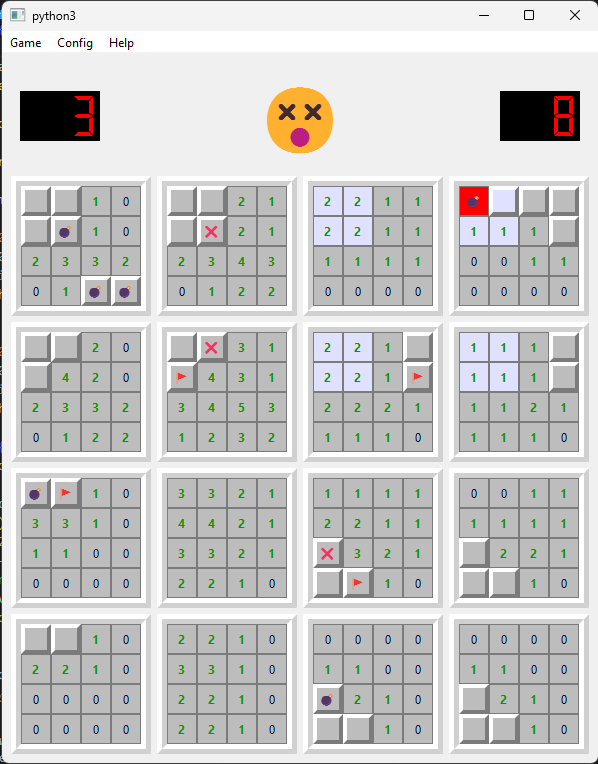 python3
Game Config Help
3 8
1 0 2 1 2 2 1 1
1 0 2 1 2 2 1 1 1 1 1
2 3 3 2 2 3 4 3 1 1 1 1 0 0 1 1
0 1 0 1 2 2 0 0 0 0 0 0 0 0
2 0 3 1 2 2 1 1 1 1
4 2 0 4 3 1 2 2 1 1 1 1
2 3 3 2 3 4 5 3 2 2 2 1 1 1 2 1
0 1 2 2 1 2 3 2 1 1 1 0 1 1 1 0
1 0 3 3 2 1 1 1 1 1 0 0 1 1
3 3 1 0 4 4 2 1 2 2 1 1 1 1 1 1
1 1 0 0 3 3 2 1 3 2 1 2 2 1
0 0 0 0 2 2 1 0 1 0 1 0
1 0 2 2 1 0 0 0 0 0 0 0 0 0
2 2 1 0 3 3 1 0 1 1 0 0 1 1 0 0
0 0 0 0 2 2 1 0 2 1 0 2 1 0
0 0 0 0 2 2 1 0 1 0 1 0